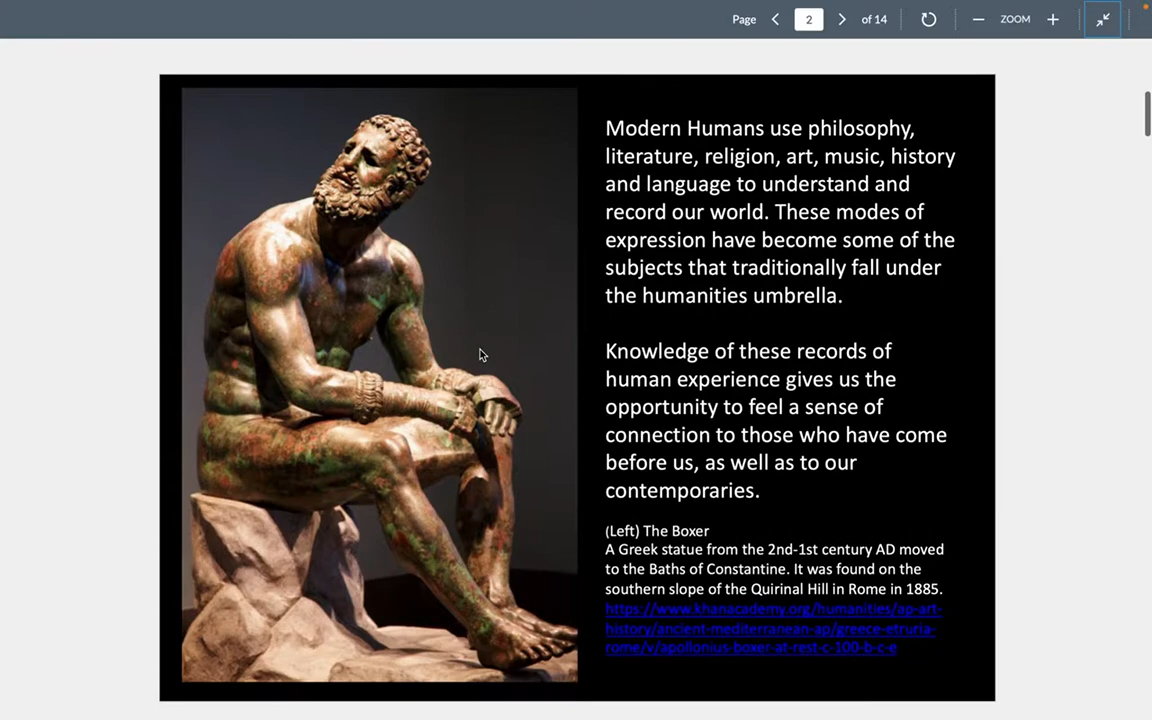 Page 2 of 14 ZOOM
Modern Humans use philosophy,
literature, religion, art, music, history
and language to understand and
record our world. These modes of
expression have become some of the
subjects that traditionally fall under
the humanities umbrella.
Knowledge of these records of
human experience gives us the
opportunity to feel a sense of
connection to those who have come
before us, as well as to our
contemporaries.
(Left) The Boxer
A Greek statue from the 2nd-1st century AD moved
to the Baths of Constantine. It was found on the
southern slope of the Quirinal Hill in Rome in 1885.
https://www.khanacademy.org/humanities/ap-art-
history/ancient-mediterranean-ap/greece-etruria-
rome/v/apollonius-boxer-at-rest-c-100-b-c-e